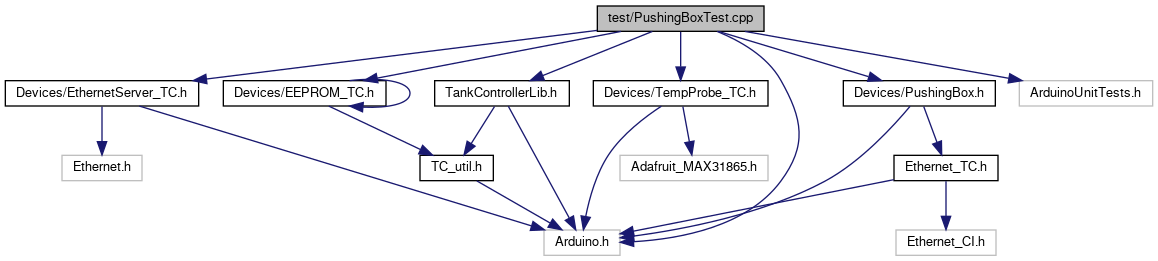 test/PushingBoxTest.cpp
Devices/EthernetServer_TC.h
Devices/EEPROM_TC.h
TankControllerLib.h
Devices/TempProbe_TC.h
Devices/PushingBox.h
ArduinoUnitTests.h
Ethernet.h
TC_util.h
Adafruit_MAX31865.h
Ethernet_TC.h
Arduino.h
Ethernet_CI.h